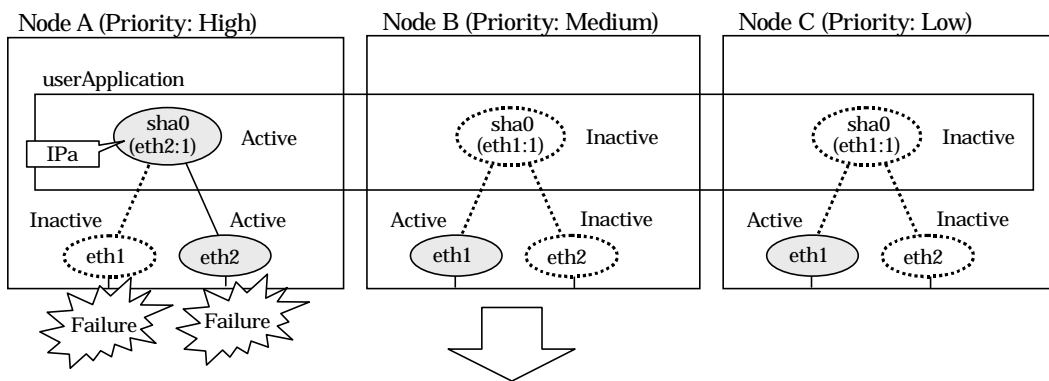 Node A (Priority: High)
Node B (Priority: Medium)
Node C (Priority: Low)
userApplication
sha0
(eth2:1)
Active
IPa
sha0
(eth1:1)
Inactive
sha0
(eth1:1)
Inactive
Inactive
Active
Active
Inactive
Active
Inactive
eth1
eth2
eth1
eth2
eth1
eth2
Failure
Failure